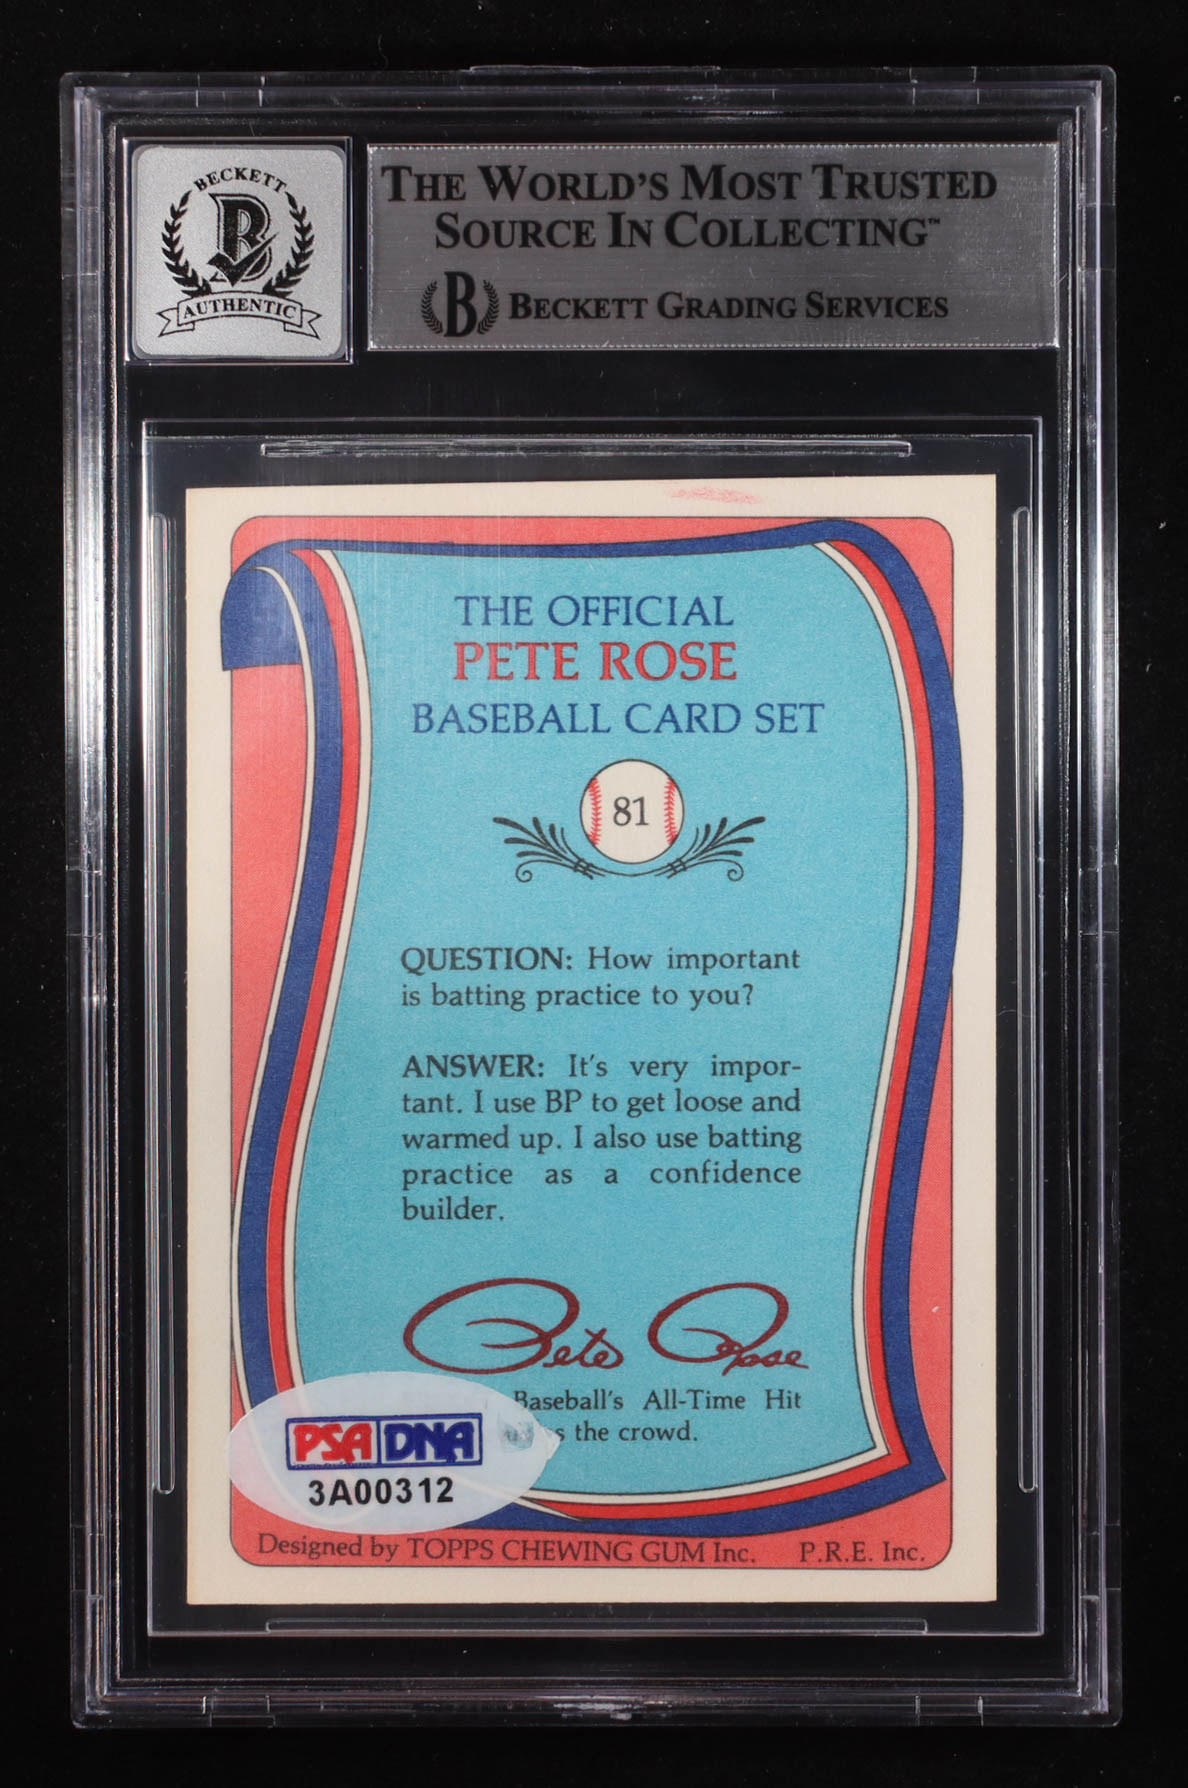 BECKETT
B
AUTHENTIC
THE WORLD'S MOST TRUSTED
SOURCE IN COLLECTING™
B BECKETT GRADING SERVICES
THE OFFICIAL
PETE ROSE
BASEBALL CARD SET
81
QUESTION: How important
is batting practice to you?
ANSWER: It's very impor-
tant. I use BP to get loose and
warmed up. I also use batting
practice as a confidence
builder.
Pete Rose
Baseball's All-Time Hit
the crowd.
PSA DNA
3A00312
Designed by TOPPS CHEWING GUM Inc. P.R.E. Inc.